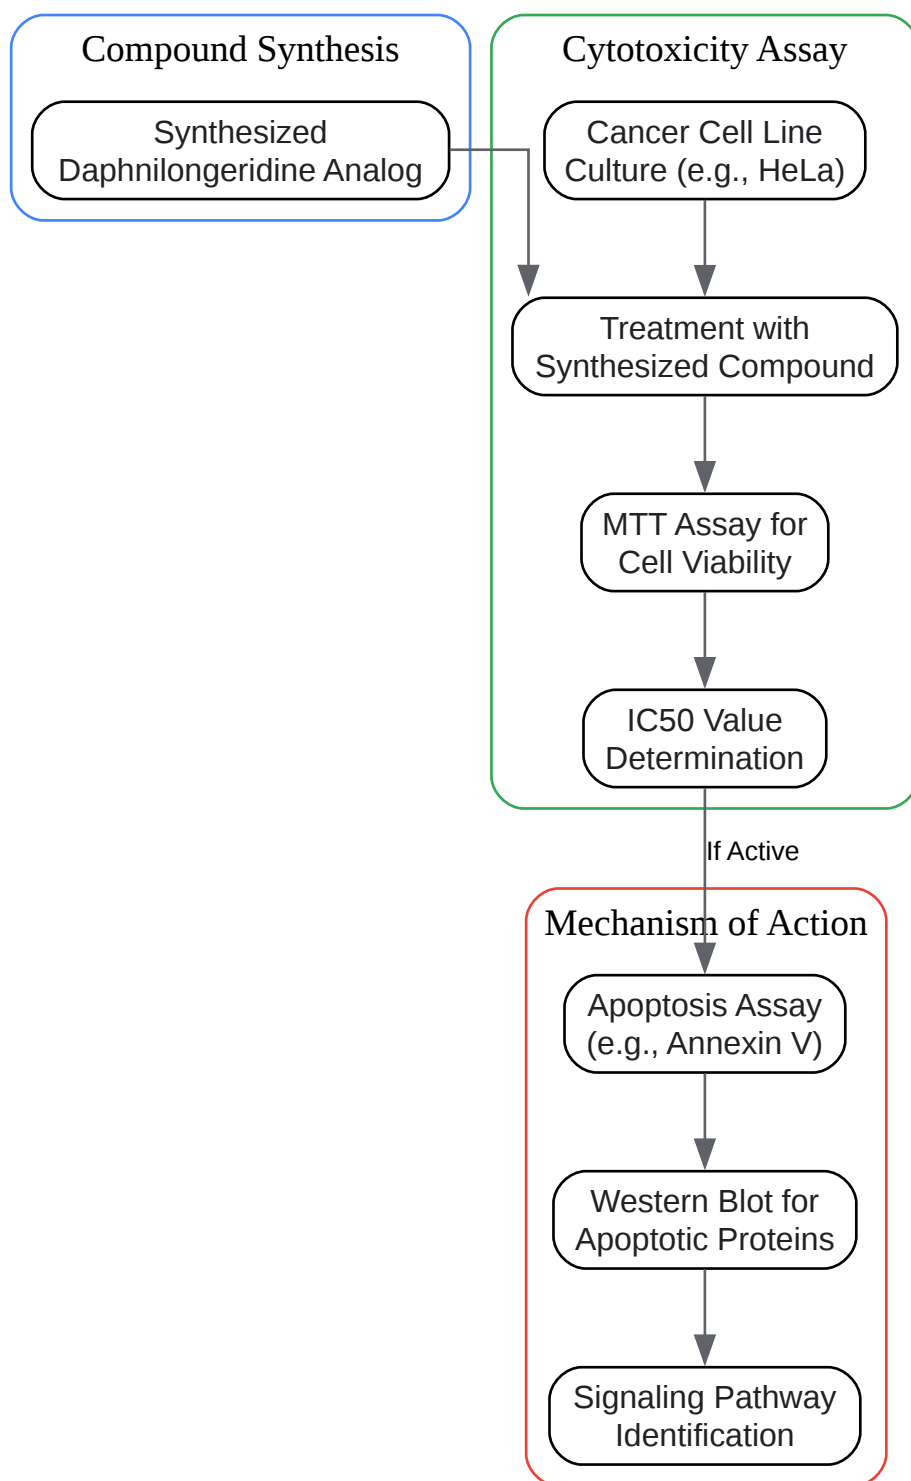 Compound Synthesis
Synthesized
Daphnilongeridine Analog
Cytotoxicity Assay
Cancer Cell Line
Culture (e.g., HeLa)
Treatment with
Synthesized Compound
MTT Assay for
Cell Viability
IC50 Value
Determination
If Active
Mechanism of Action
Apoptosis Assay
(e.g., Annexin V)
Western Blot for
Apoptotic Proteins
Signaling Pathway
Identification